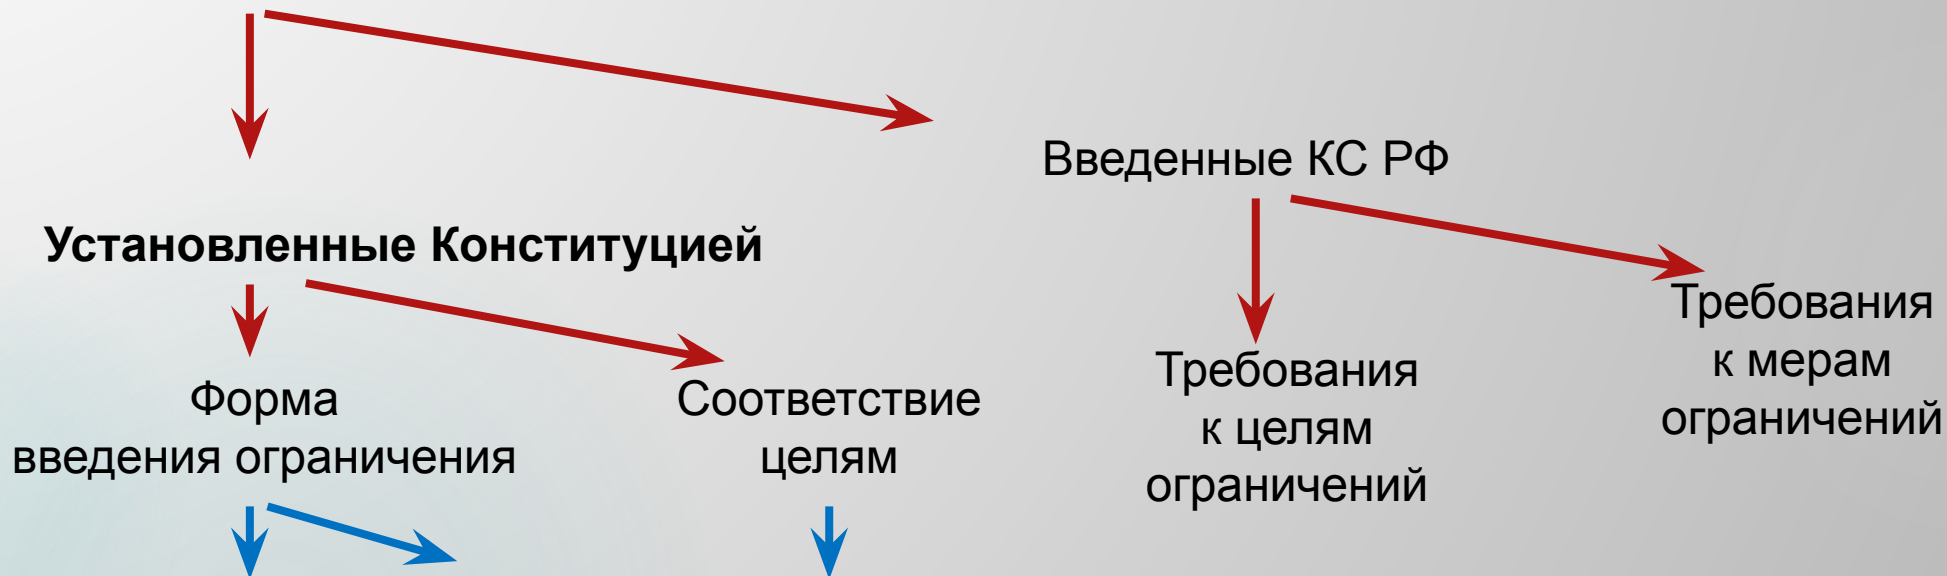 Введенные КС РФ
Установленные Конституцией
Форма
введения ограничения
Соответствие
целям
Требования
к целям
ограничений
Требования
к мерам
ограничений